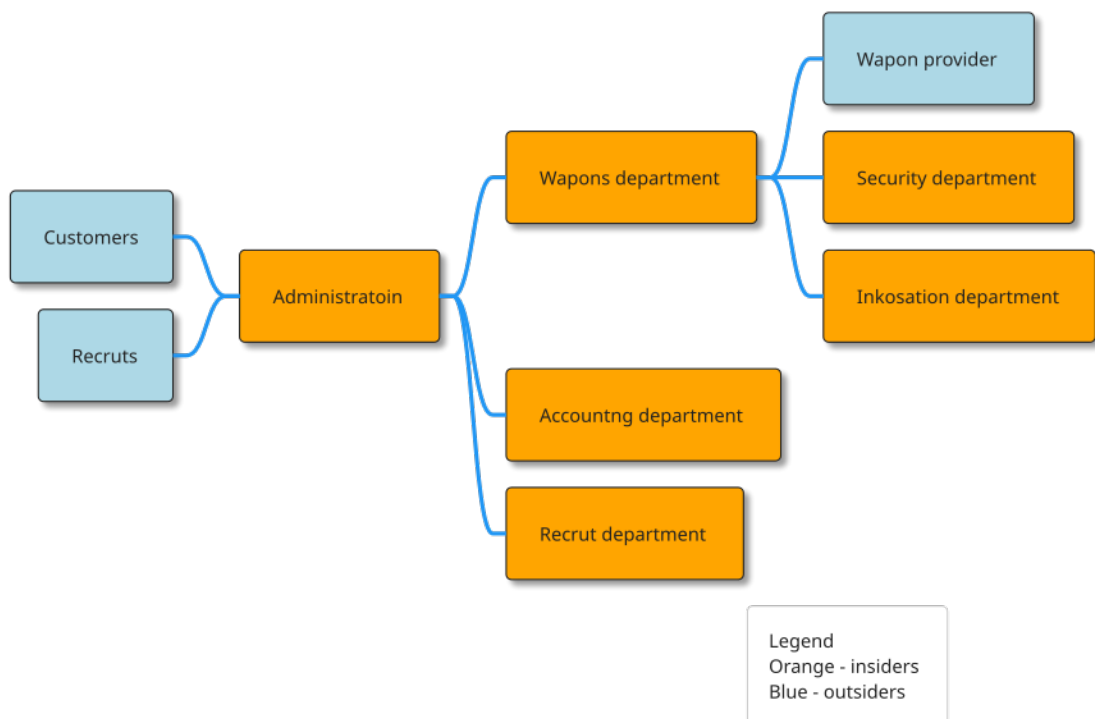 Wapon provider
Wapons department
Security department
Customers
Administratoin
Inkosation department
Recruts
Accountng department
Recrut department
Legend
Orange - insiders
Blue - outsiders